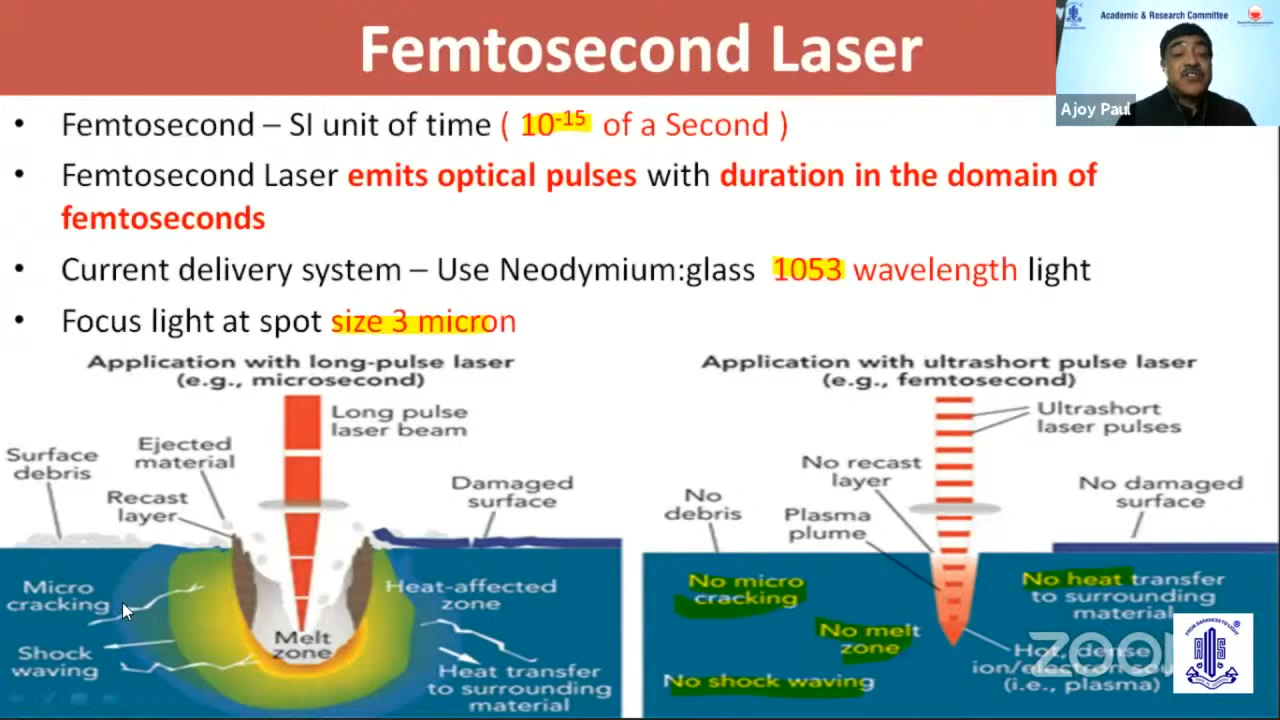 Femtosecond Laser
Academic & Research Committee
Ajoy Paul
• Femtosecond – SI unit of time ( 10⁻¹⁵ of a Second )
• Femtosecond Laser emits optical pulses with duration in the domain of
femtoseconds
• Current delivery system – Use Neodymium:glass 1053 wavelength light
• Focus light at spot size 3 micron
Application with long-pulse laser
(e.g., microsecond)
Long pulse
laser beam
Ejected
material
Surface
debris
Recast
layer
Damaged
surface
Micro
cracking
Heat-affected
zone
Melt
zone
Shock
waving
Heat transfer
to surrounding
material
Application with ultrashort pulse laser
(e.g., femtosecond)
Ultrashort
laser pulses
No recast
layer
No
debris
Plasma
plume
No damaged
surface
No micro
cracking
No heat transfer
to surrounding
material
No melt
zone
No shock waving
Hot, dense
ion/electron
(i.e., plasma)
zoom